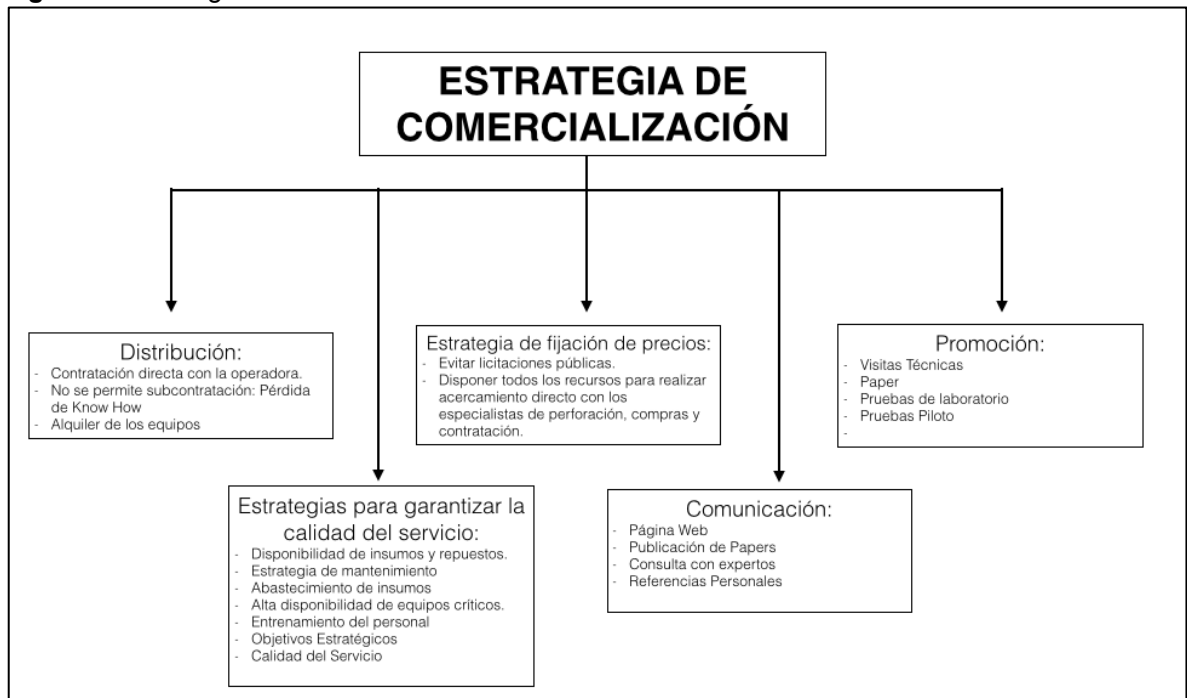 ESTRATEGIA DE
COMERCIALIZACIÓN
Distribución:
- Contratación directa con la operadora.
- No se permite subcontratación: Pérdida
de Know How
- Alquiler de los equipos
Estrategia de fijación de precios:
- Evitar licitaciones públicas.
- Disponer todos los recursos para realizar
acercamiento directo con los
especialistas de perforación, compras y
contratación.
Promoción:
- Visitas Técnicas
- Paper
- Pruebas de laboratorio
- Pruebas Piloto
-
Estrategias para garantizar la
calidad del servicio:
- Disponibilidad de insumos y repuestos.
- Estrategia de mantenimiento
- Abastecimiento de insumos
- Alta disponibilidad de equipos críticos.
- Entrenamiento del personal
- Objetivos Estratégicos
- Calidad del Servicio
Comunicación:
- Página Web
- Publicación de Papers
- Consulta con expertos
- Referencias Personales